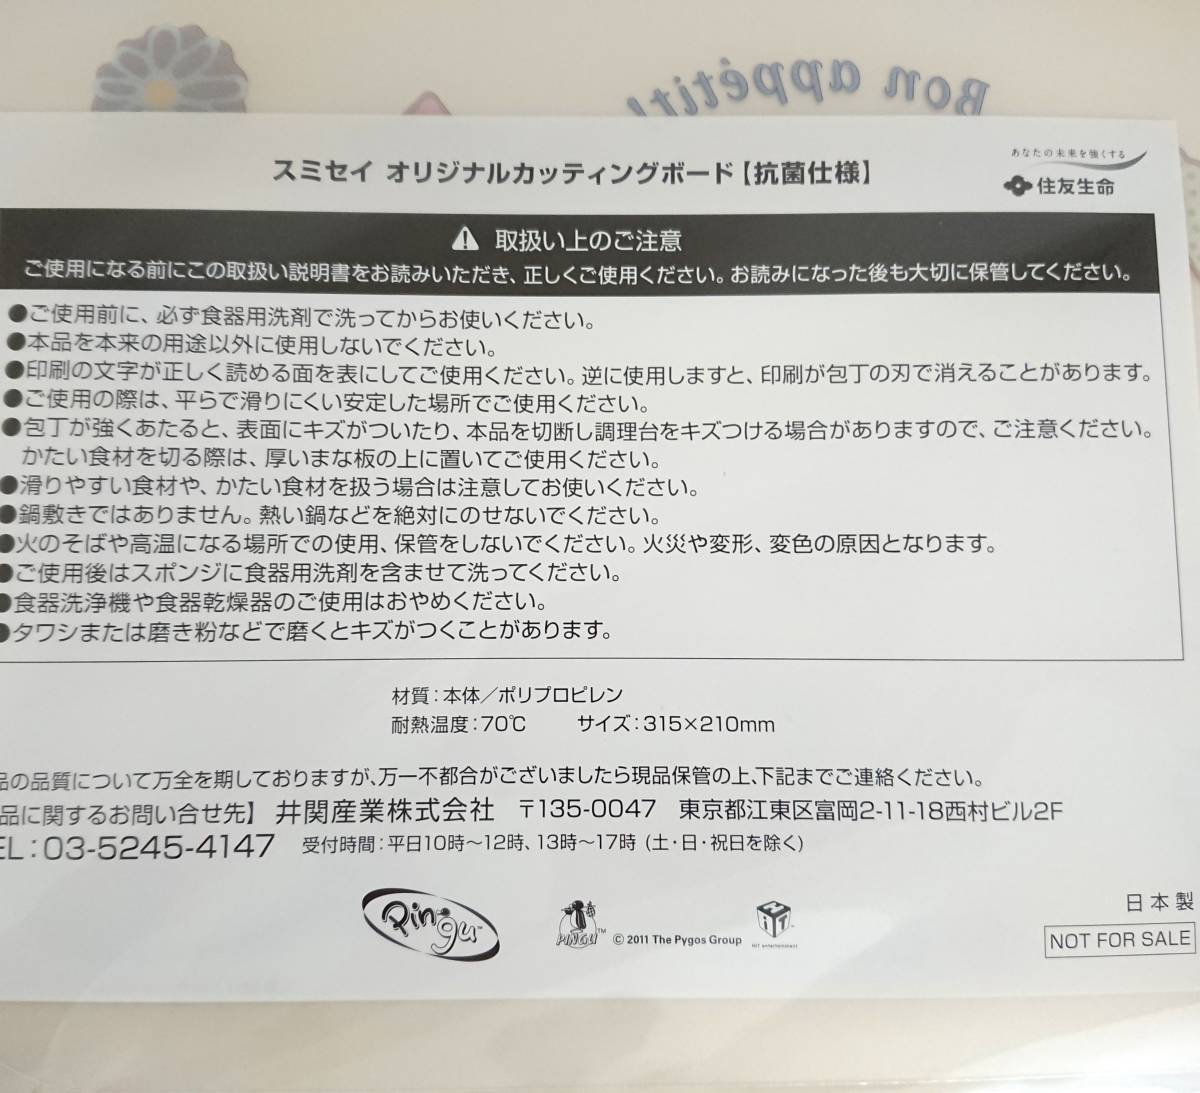 Bon appétit!
スミセイ オリジナルカッティングボード【抗菌仕様】
あなたの未来を強くする
住友生命
取扱い上のご注意
ご使用になる前にこの取扱い説明書をお読みいただき、正しくご使用ください。お読みになった後も大切に保管してください。
●ご使用前に、必ず食器用洗剤で洗ってからお使いください。
●本品を本来の用途以外に使用しないでください。
●印刷の文字が正しく読める面を表にしてご使用ください。逆に使用しますと、印刷が包丁の刃で消えることがあります。
●ご使用の際は、平らで滑りにくい安定した場所でご使用ください。
●包丁が強くあたると、表面にキズがついたり、本品を切断し調理台をキズつける場合がありますので、ご注意ください。
かたい食材を切る際は、厚いまな板の上に置いてご使用ください。
●滑りやすい食材や、かたい食材を扱う場合は注意してお使いください。
●鍋敷きではありません。熱い鍋などを絶対にのせないでください。
●火のそばや高温になる場所での使用、保管をしないでください。火災や変形、変色の原因となります。
●ご使用後はスポンジに食器用洗剤を含ませて洗ってください。
●食器洗浄機や食器乾燥器のご使用はおやめください。
●タワシまたは磨き粉などで磨くとキズがつくことがあります。
材質：本体／ポリプロピレン
耐熱温度：70℃ サイズ：315×210mm
品の品質について万全を期しておりますが、万一不都合がございましたら現品保管の上、下記までご連絡ください。
品に関するお問い合せ先】 井関産業株式会社 〒135-0047 東京都江東区富岡2-11-18西村ビル2F
EL：03-5245-4147 受付時間：平日10時～12時、13時～17時（土・日・祝日を除く）
Pingu™
PINGU™ © 2011 The Pygos Group
HiT
HIT entertainment
日本製
NOT FOR SALE